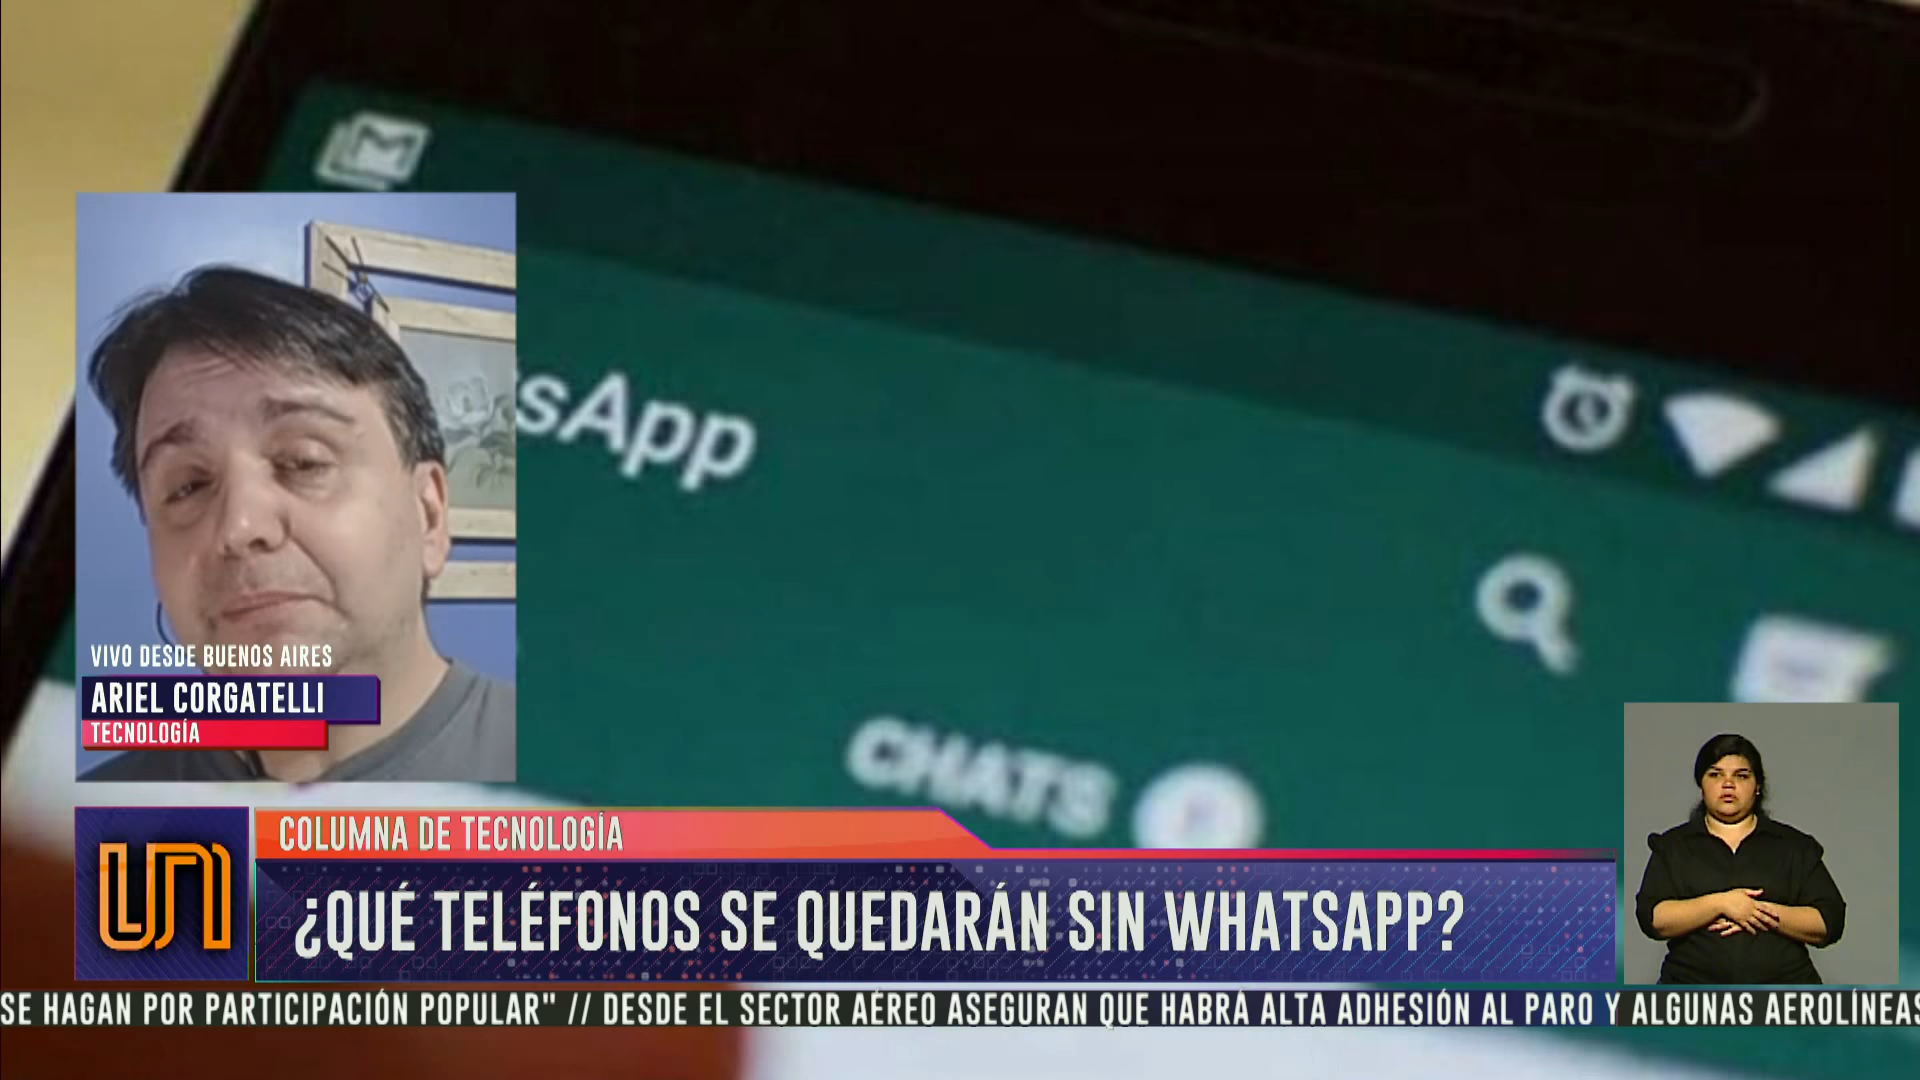 sApp
CHATS
VIVO DESDE BUENOS AIRES
ARIEL CORGATELLI
TECNOLOGÍA
UN
COLUMNA DE TECNOLOGÍA
¿QUÉ TELÉFONOS SE QUEDARÁN SIN WHATSAPP?
SE HAGAN POR PARTICIPACIÓN POPULAR" // DESDE EL SECTOR AÉREO ASEGURAN QUE HABRÁ ALTA ADHESIÓN AL PARO Y ALGUNAS AEROLÍNEAS